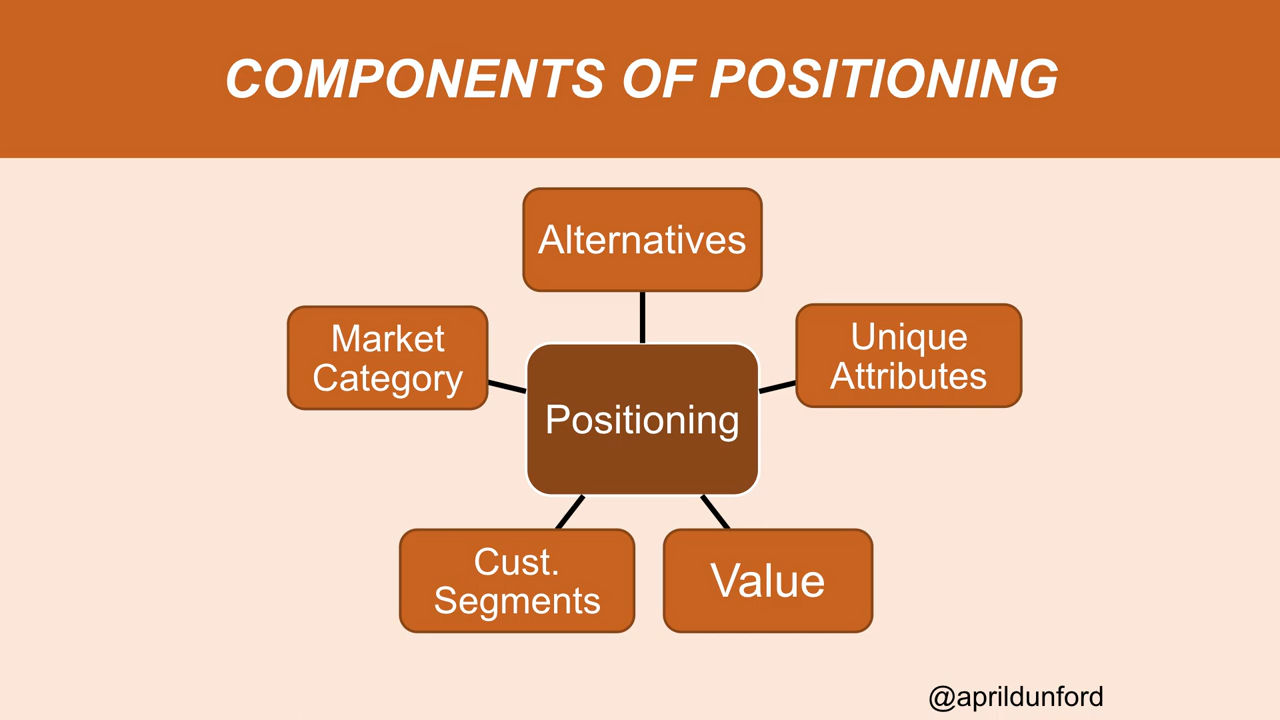 COMPONENTS OF POSITIONING
Alternatives
Market
Category
Unique
Attributes
Positioning
Cust.
Segments
Value
@aprildunford